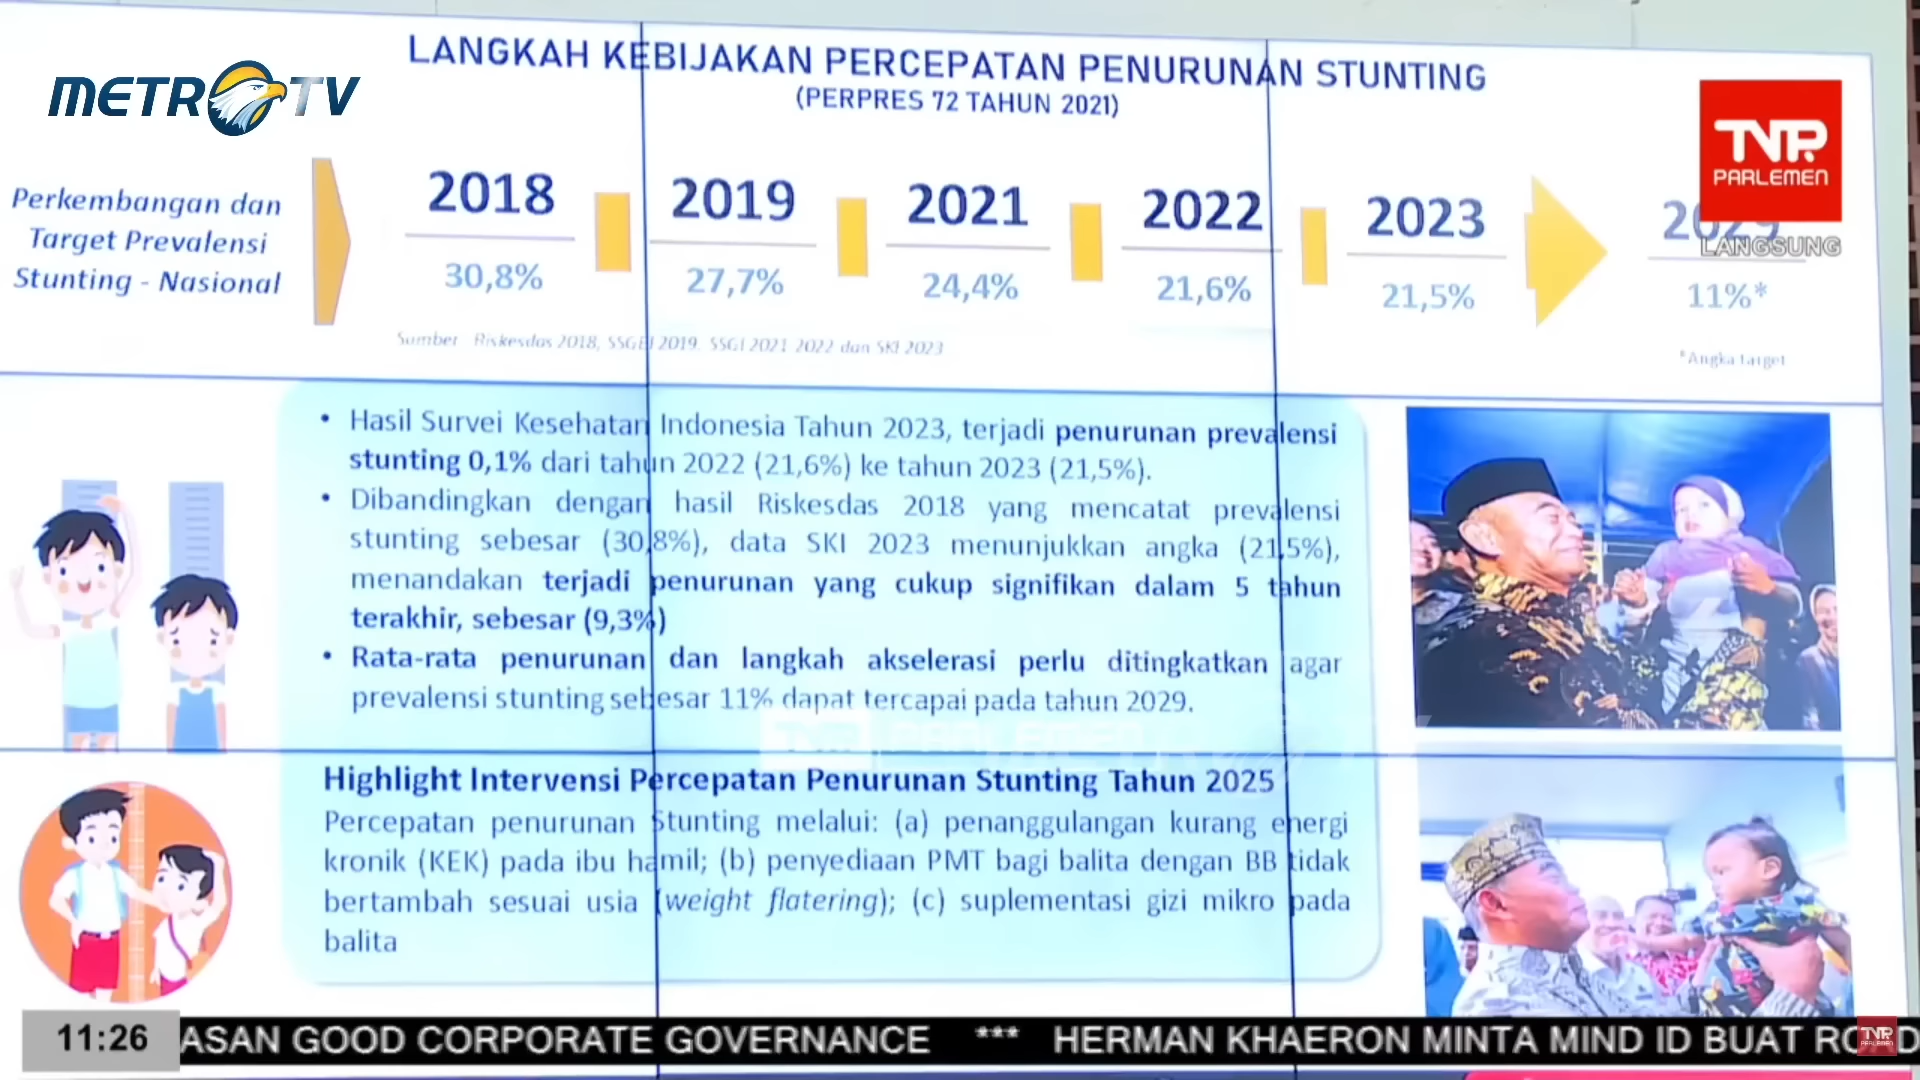 LANGKAH KEBIJAKAN PERCEPATAN PENURUNAN STUNTING
(PERPRES 72 TAHUN 2021)
METRO TV
TVR
PARLEMEN
LANGSUNG
Perkembangan dan
Target Prevalensi
Stunting - Nasional
2018
30,8%
2019
27,7%
2021
24,4%
2022
21,6%
2023
21,5%
2029
11%*
Sumber Riskesdas 2018, SSGBI 2019. SSGI 2021 2022 dan SKI 2023
*Angka target
• Hasil Survei Kesehatan Indonesia Tahun 2023, terjadi penurunan prevalensi
stunting 0,1% dari tahun 2022 (21,6%) ke tahun 2023 (21,5%).
• Dibandingkan dengan hasil Riskesdas 2018 yang mencatat prevalensi
stunting sebesar (30,8%), data SKI 2023 menunjukkan angka (21,5%),
menandakan terjadi penurunan yang cukup signifikan dalam 5 tahun
terakhir, sebesar (9,3%)
• Rata-rata penurunan dan langkah akselerasi perlu ditingkatkan agar
prevalensi stunting sebesar 11% dapat tercapai pada tahun 2029.
Highlight Intervensi Percepatan Penurunan Stunting Tahun 2025
Percepatan penurunan Stunting melalui: (a) penanggulangan kurang energi
kronik (KEK) pada ibu hamil; (b) penyediaan PMT bagi balita dengan BB tidak
bertambah sesuai usia (weight flatering); (c) suplementasi gizi mikro pada
balita
11:26
ASAN GOOD CORPORATE GOVERNANCE *** HERMAN KHAERON MINTA MIND ID BUAT
TVR
PARLEMEN